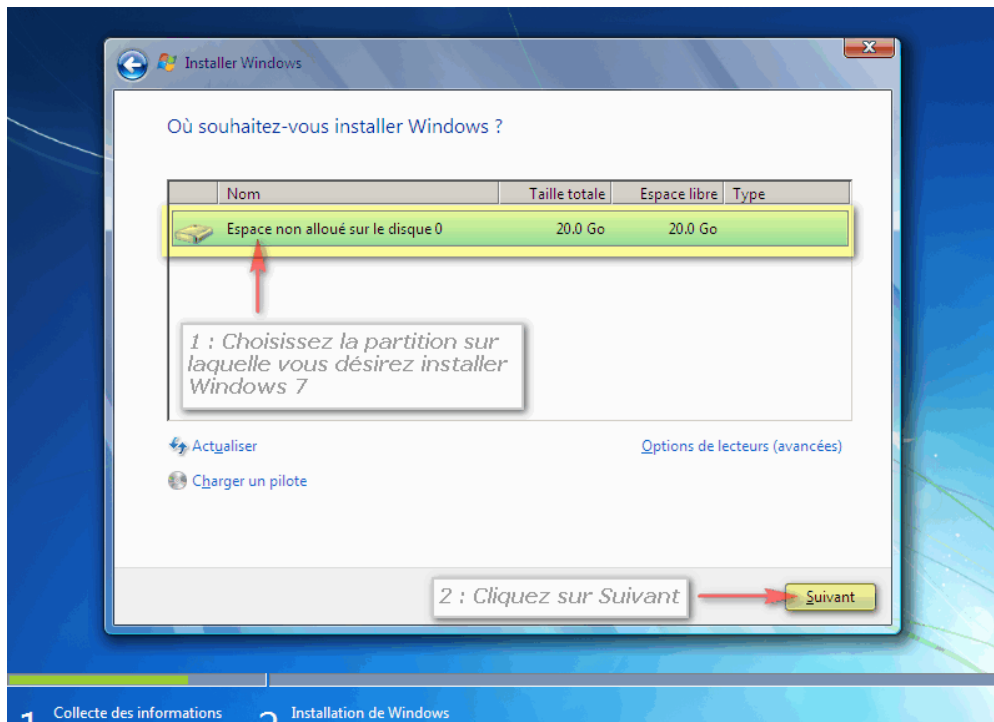 Installer Windows
Où souhaitez-vous installer Windows ?
Nom Taille totale Espace libre Type
Espace non alloué sur le disque 0 20.0 Go 20.0 Go
1 : Choisissez la partition sur
laquelle vous désirez installer
Windows 7
Actualiser Options de lecteurs (avancées)
Charger un pilote
2 : Cliquez sur Suivant Suivant
1 Collecte des informations 2 Installation de Windows